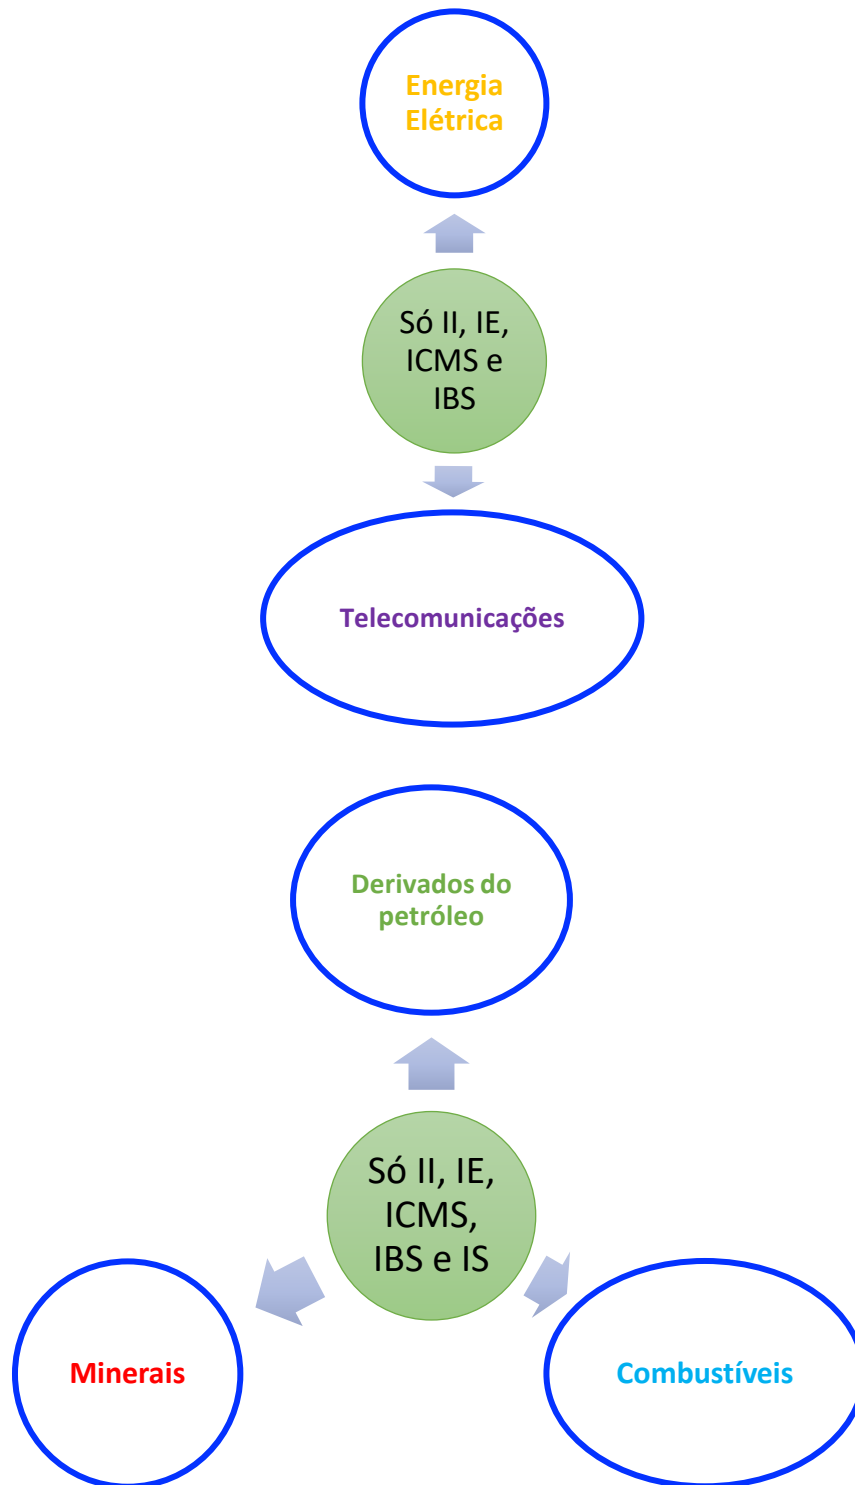 Energia
Elétrica
Só II, IE,
ICMS e
IBS
Telecomunicações
Derivados do
petróleo
Só II, IE,
ICMS,
IBS e IS
Minerais
Combustíveis